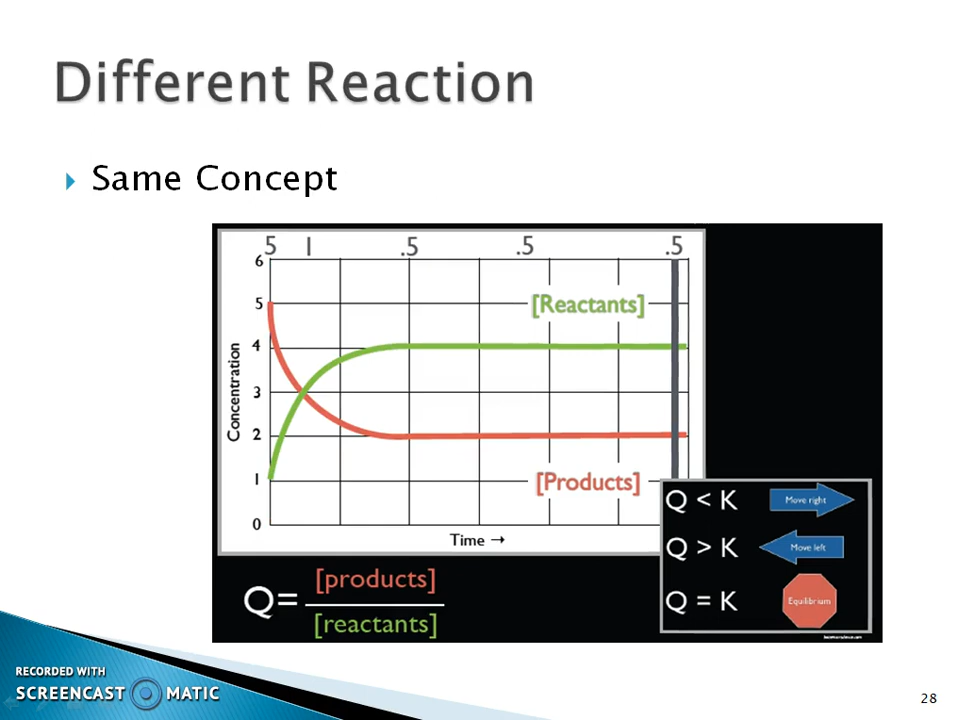 Different Reaction
Same Concept
5 1 .5 .5 .5
6
5
4
3
2
1
0
Concentration
[Reactants]
[Products]
Time →
Q= [products]
[reactants]
Q < K Move right
Q > K Move left
Q = K Equilibrium
RECORDED WITH
SCREENCAST MATIC
28